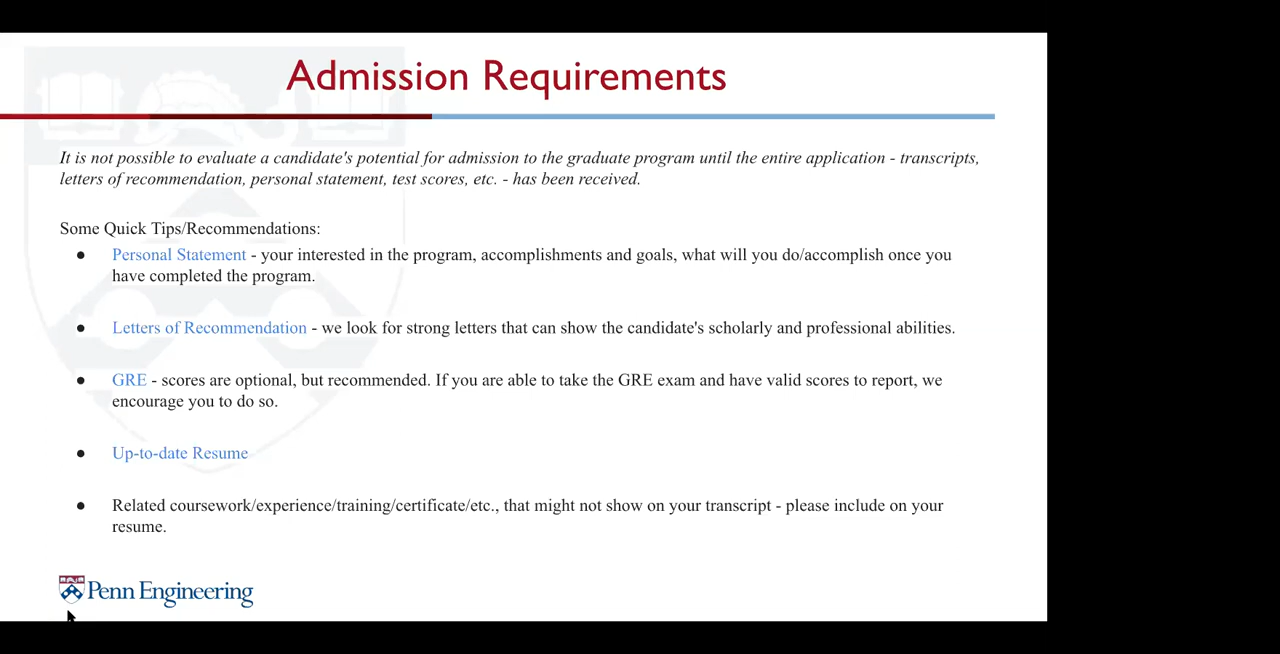 Admission Requirements
It is not possible to evaluate a candidate's potential for admission to the graduate program until the entire application - transcripts,
letters of recommendation, personal statement, test scores, etc. - has been received.
Some Quick Tips/Recommendations:
● Personal Statement - your interested in the program, accomplishments and goals, what will you do/accomplish once you
have completed the program.
● Letters of Recommendation - we look for strong letters that can show the candidate's scholarly and professional abilities.
● GRE - scores are optional, but recommended. If you are able to take the GRE exam and have valid scores to report, we
encourage you to do so.
● Up-to-date Resume
● Related coursework/experience/training/certificate/etc., that might not show on your transcript - please include on your
resume.
Penn Engineering